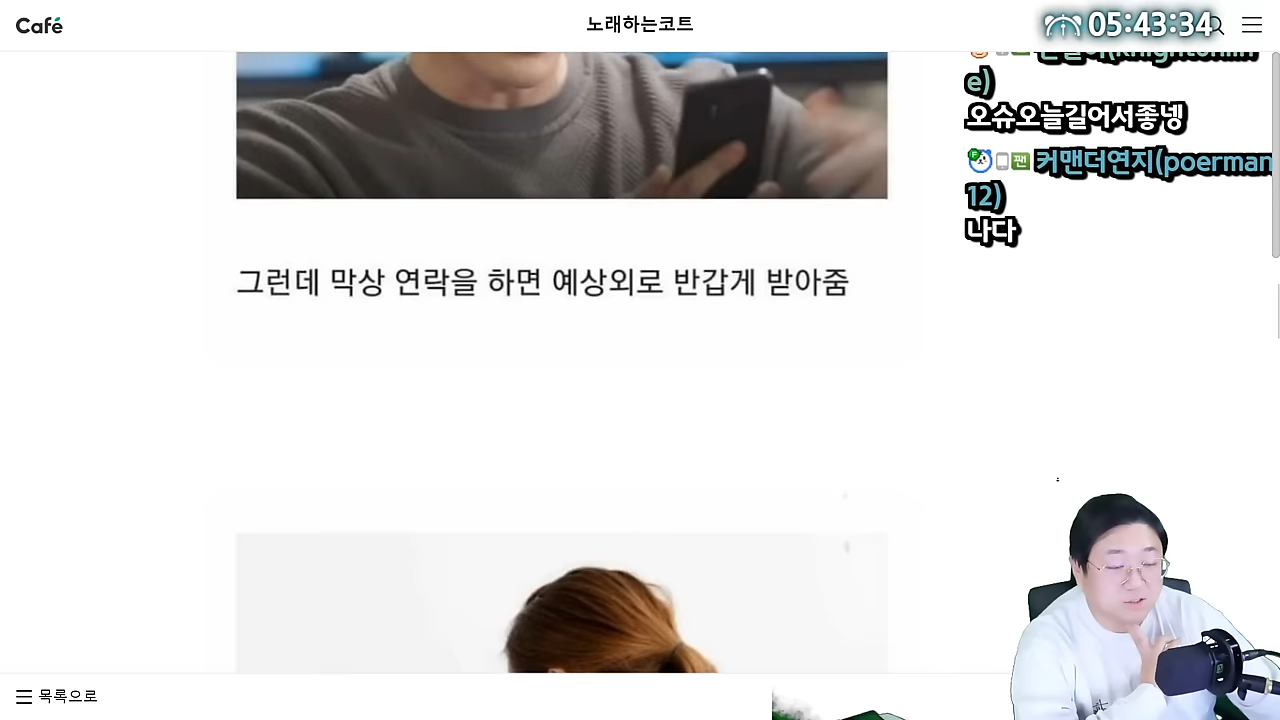 Café
노래하는코트
05:43:34
e)
오슈오늘길어서좋넹
팬 커맨더연지(poerman
12)
나다
그런데 막상 연락을 하면 예상외로 반갑게 받아줌
목록으로